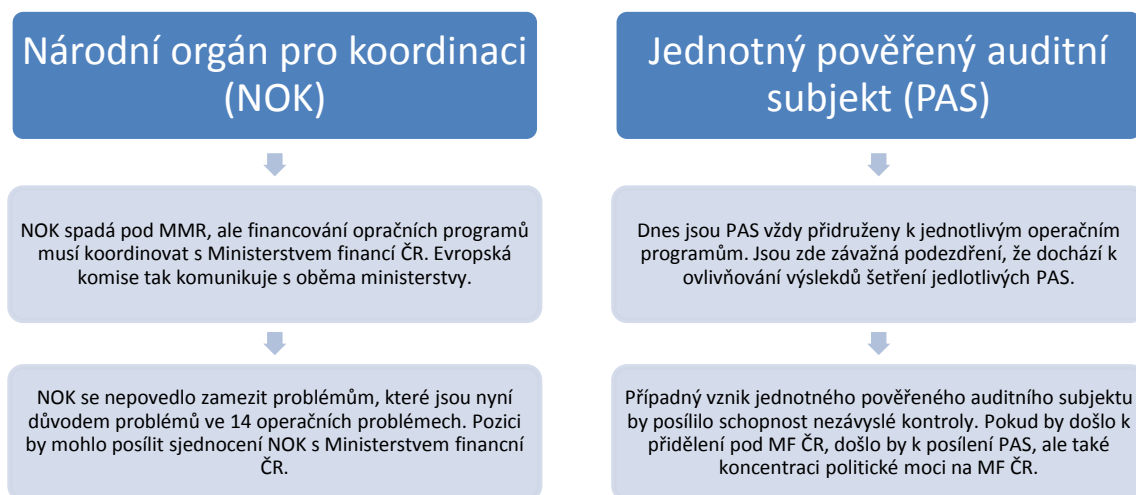 Národní orgán pro koordinaci
(NOK)
NOK spadá pod MMR, ale financování opračních programů
musí koordinovat s Ministerstvem financí ČR. Evropská
komise tak komunikuje s oběma ministerstvy.
NOK se nepovedlo zamezit problémům, které jsou nyní
důvodem problémů ve 14 operačních problémech. Pozici
by mohlo posílit sjednocení NOK s Ministerstvem financní
ČR.
Jednotný pověřený auditní
subjekt (PAS)
Dnes jsou PAS vždy přidruženy k jednotlivým operačním
programům. Jsou zde závažná podezdření, že dochází k
ovlivňování výslekdů šetření jedlotlivých PAS.
Případný vznik jednotného pověřeného auditního subjektu
by posílilo schopnost nezávyslé kontroly. Pokud by došlo k
přidělení pod MF ČR, došlo by k posílení PAS, ale také
koncentraci politické moci na MF ČR.